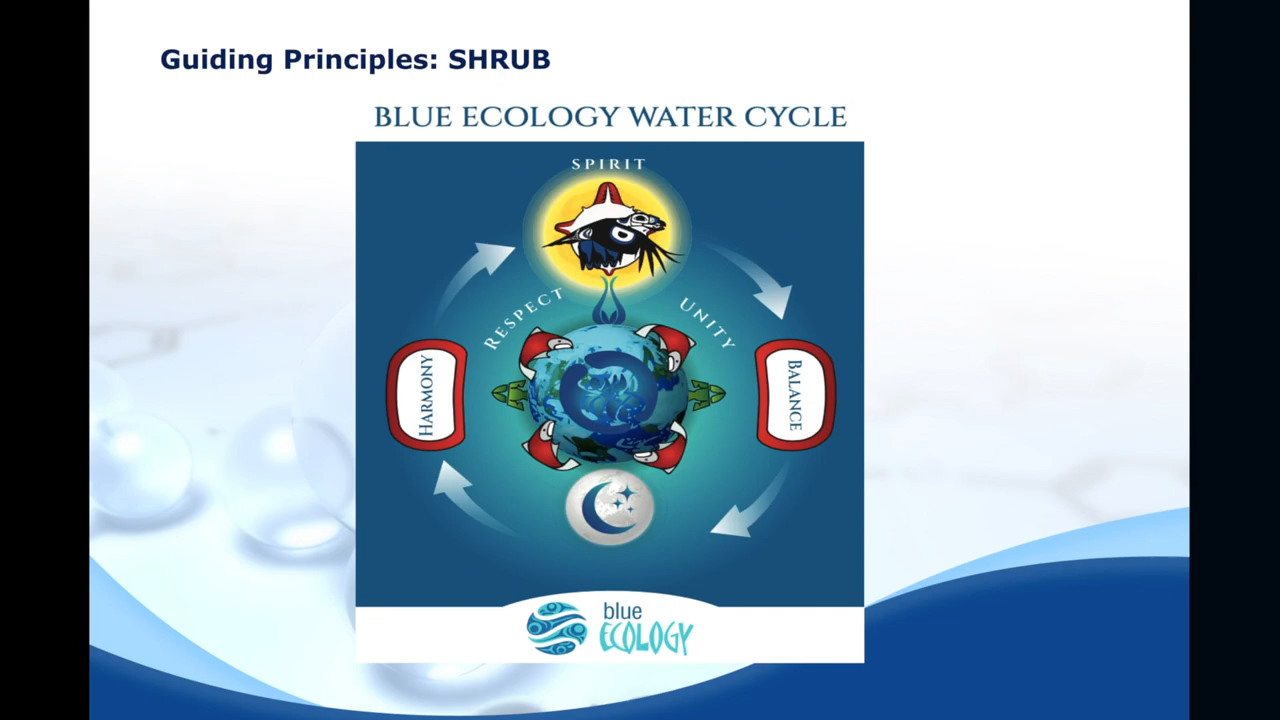 Guiding Principles: SHRUB
BLUE ECOLOGY WATER CYCLE
SPIRIT
RESPECT
UNITY
HARMONY
BALANCE
blue
ECOLOGY